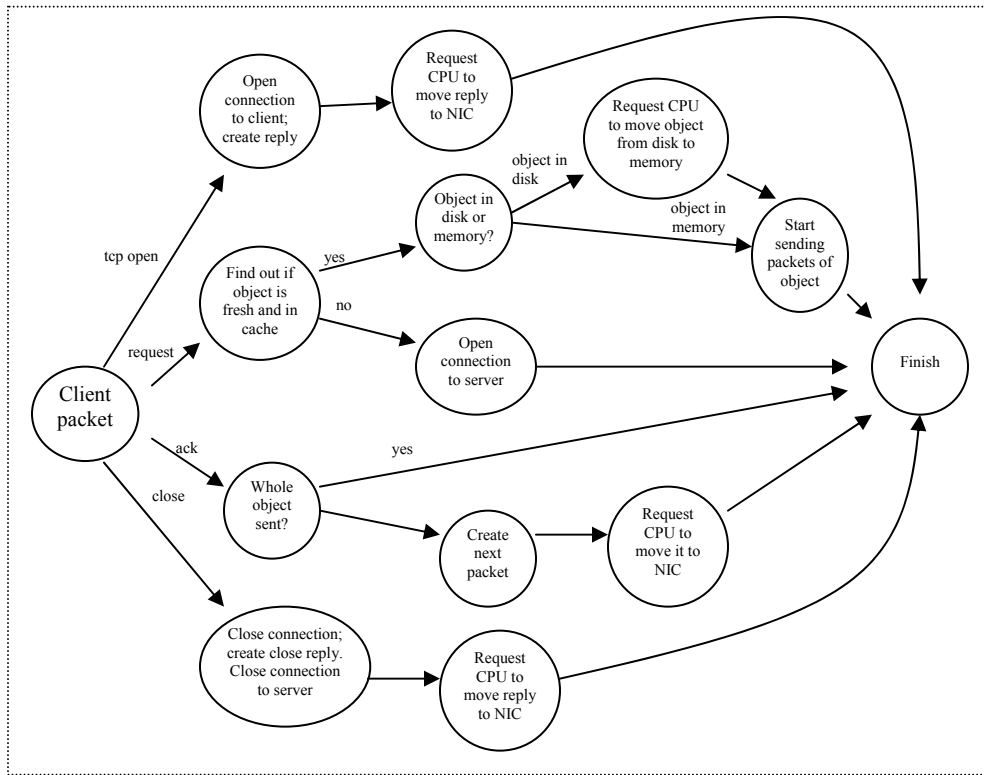 Open
connection
to client;
create reply
Request
CPU to
move reply
to NIC
Request CPU
to move object
from disk to
memory
object in
disk
Object in
disk or
memory?
object in
memory
Start
sending
packets of
object
tcp open
Find out if
object is
fresh and in
cache
yes
no
request
Open
connection
to server
Finish
Client
packet
ack
yes
close
Whole
object
sent?
Create
next
packet
Request
CPU to
move it to
NIC
Close connection;
create close reply.
Close connection
to server
Request
CPU to
move reply
to NIC